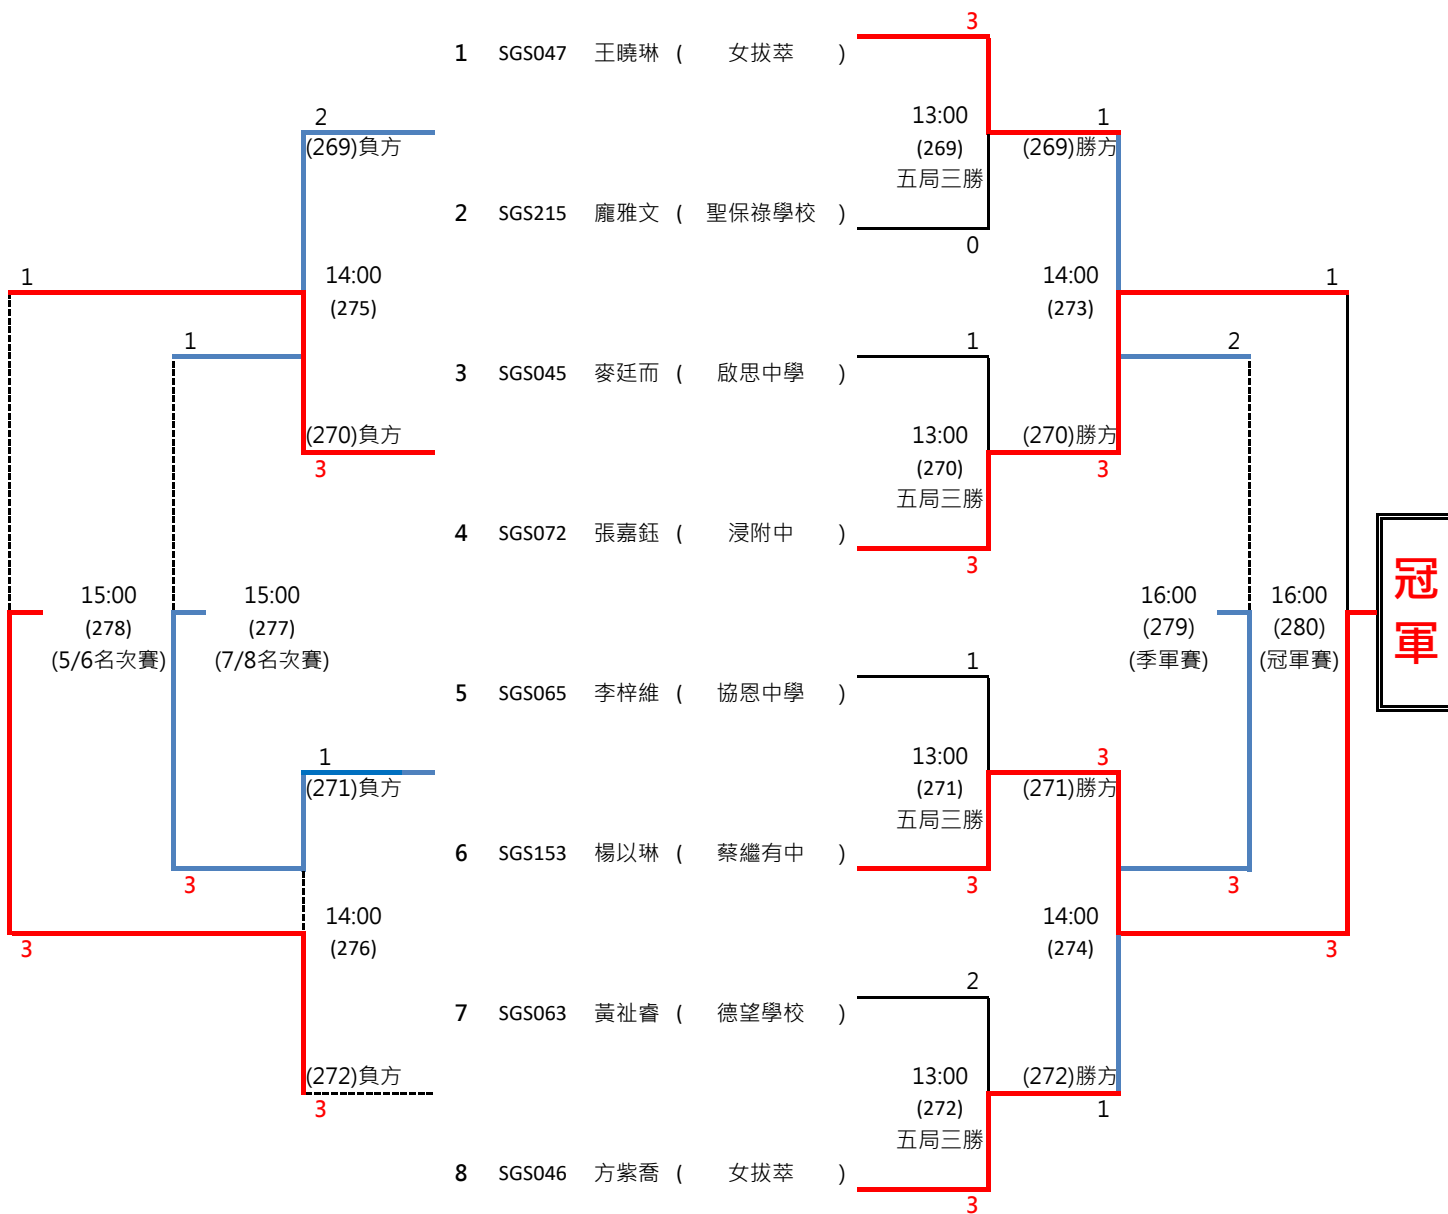 3
1 SGS047 王曉琳 ( 女拔萃 )
2
13:00
1
(269)負方
(269)
(269)勝方
五局三勝
2 SGS215 龐雅文 ( 聖保祿學校 )
0
1
14:00
14:00
1
(275)
(273)
1
1
2
3 SGS045 麥廷而 ( 啟思中學 )
(270)負方
13:00
(270)勝方
3
(270)
3
五局三勝
4 SGS072 張嘉鈺 ( 浸附中 )
3
冠軍
15:00
15:00
16:00
16:00
(278)
(277)
(279)
(280)
(5/6名次賽)
(7/8名次賽)
(季軍賽)
(冠軍賽)
1
5 SGS065 李梓維 ( 協恩中學 )
1
13:00
3
(271)負方
(271)
(271)勝方
五局三勝
6 SGS153 楊以琳 ( 蔡繼有中 )
3
3
3
14:00
14:00
(276)
(274)
3
3
2
7 SGS063 黃祉睿 ( 德望學校 )
(272)負方
13:00
(272)勝方
3
(272)
1
五局三勝
8 SGS046 方紫喬 ( 女拔萃 )
3